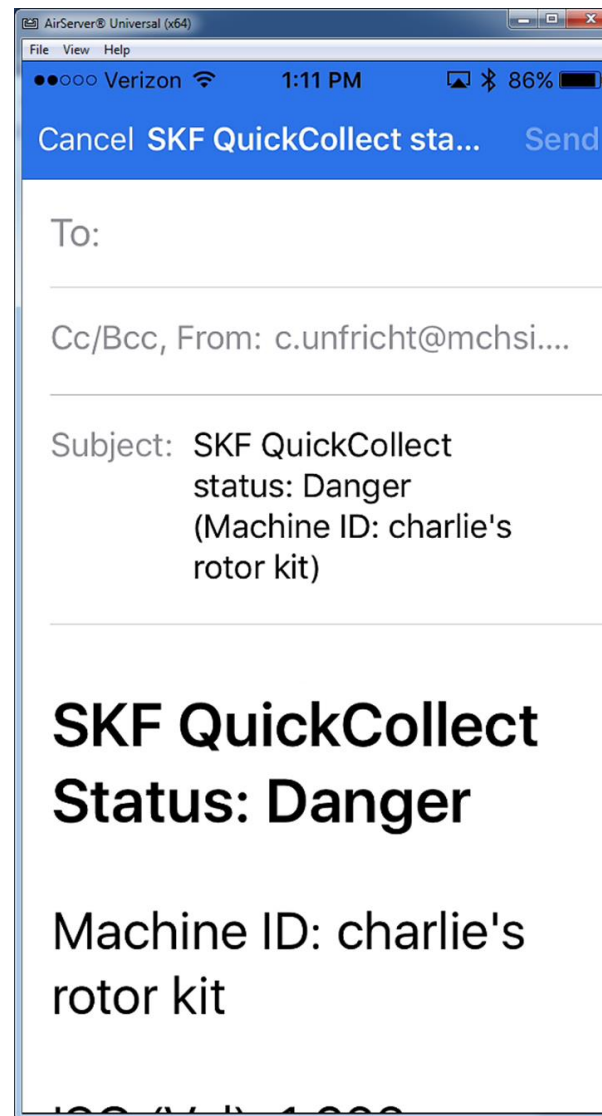 AirServer® Universal (x64)
File View Help
Verizon 1:11 PM 86%
Cancel SKF QuickCollect sta... Send
To:
Cc/Bcc, From: c.unfricht@mchsi....
Subject: SKF QuickCollect
status: Danger
(Machine ID: charlie's
rotor kit)
SKF QuickCollect
Status: Danger
Machine ID: charlie's
rotor kit